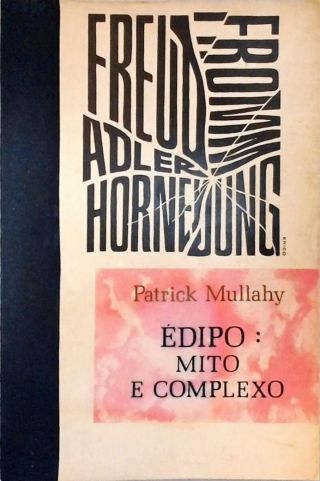 FREUD
FROMM
ADLER
HORNEY
JUNG
Patrick Mullahy
ÉDIPO :
MITO
E COMPLEXO